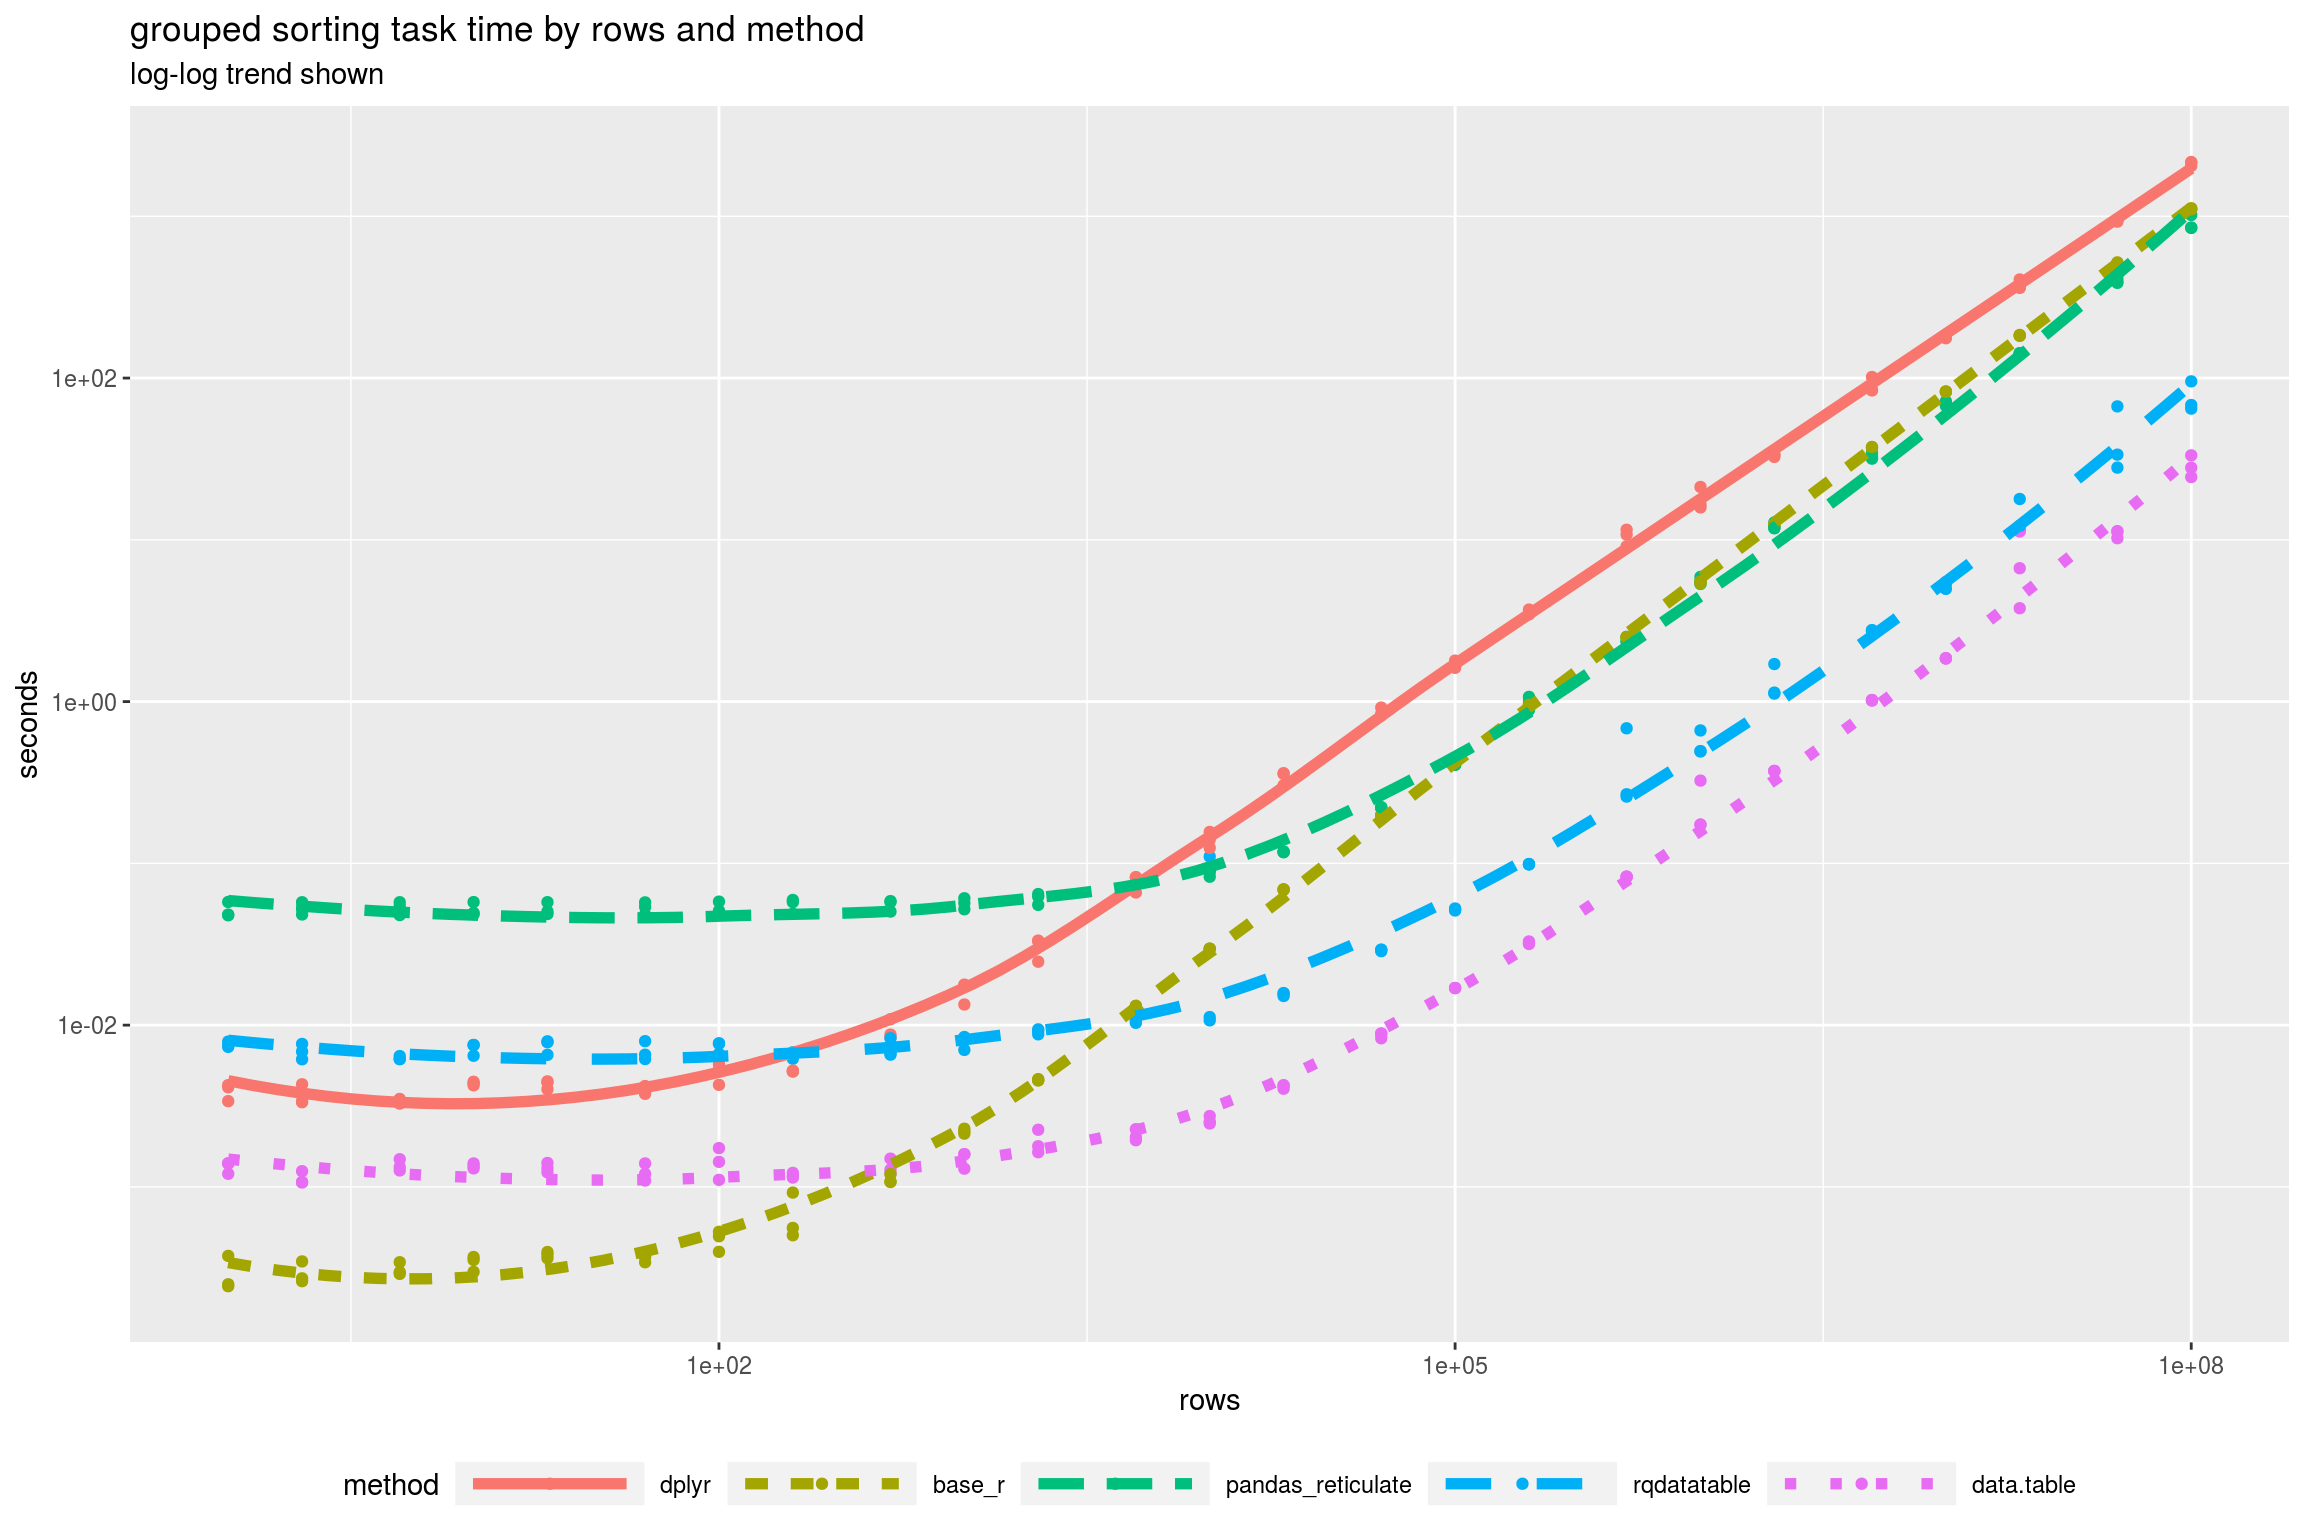 grouped sorting task time by rows and method
log-log trend shown
seconds
1e+02
1e+00
1e-02
1e+02 1e+05 1e+08
rows
method dplyr base_r pandas_reticulate rqdatatable data.table